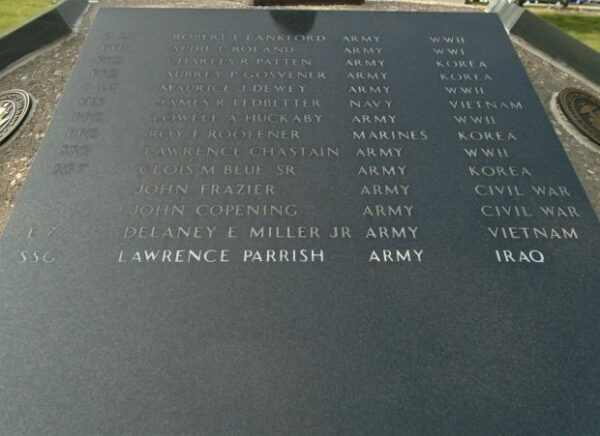 ROBERT L LANKFORD ARMY WWII
ROLAND ARMY WWI
CHARLES R PATTEN ARMY KOREA
AUBREY P GOSVENER ARMY KOREA
MAURICE J DEWEY ARMY WWII
JAMES R LEDBETTER NAVY VIETNAM
LOWELL A HUCKABY ARMY WWII
ROY F ROOFENER MARINES KOREA
LAWRENCE CHASTAIN ARMY WWII
CLOIS M BLUE SR ARMY KOREA
JOHN FRAZIER ARMY CIVIL WAR
JOHN COPENING ARMY CIVIL WAR
E 7 DELANEY E MILLER JR ARMY VIETNAM
SSG LAWRENCE PARRISH ARMY IRAQ